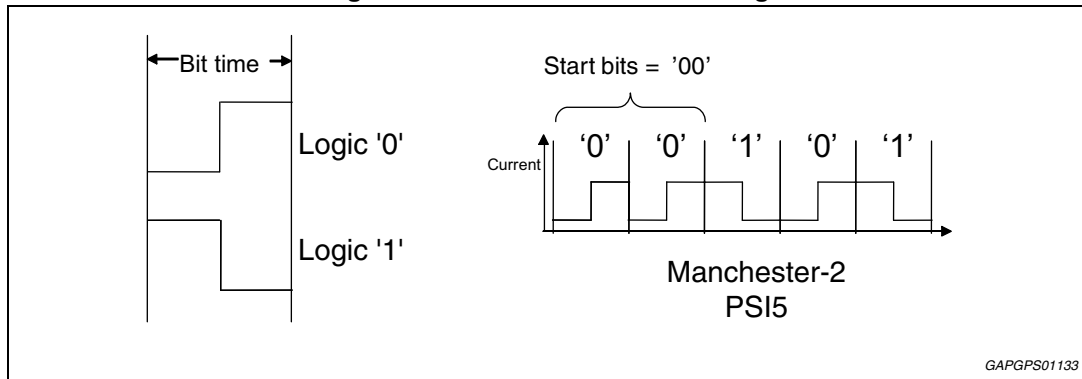 Bit time
Logic '0'
Logic '1'
Start bits = ’00’
‘0’ ‘0’ ‘1’ ‘0’ ‘1’
Current
Manchester-2
PSI5
GAPGPS01133